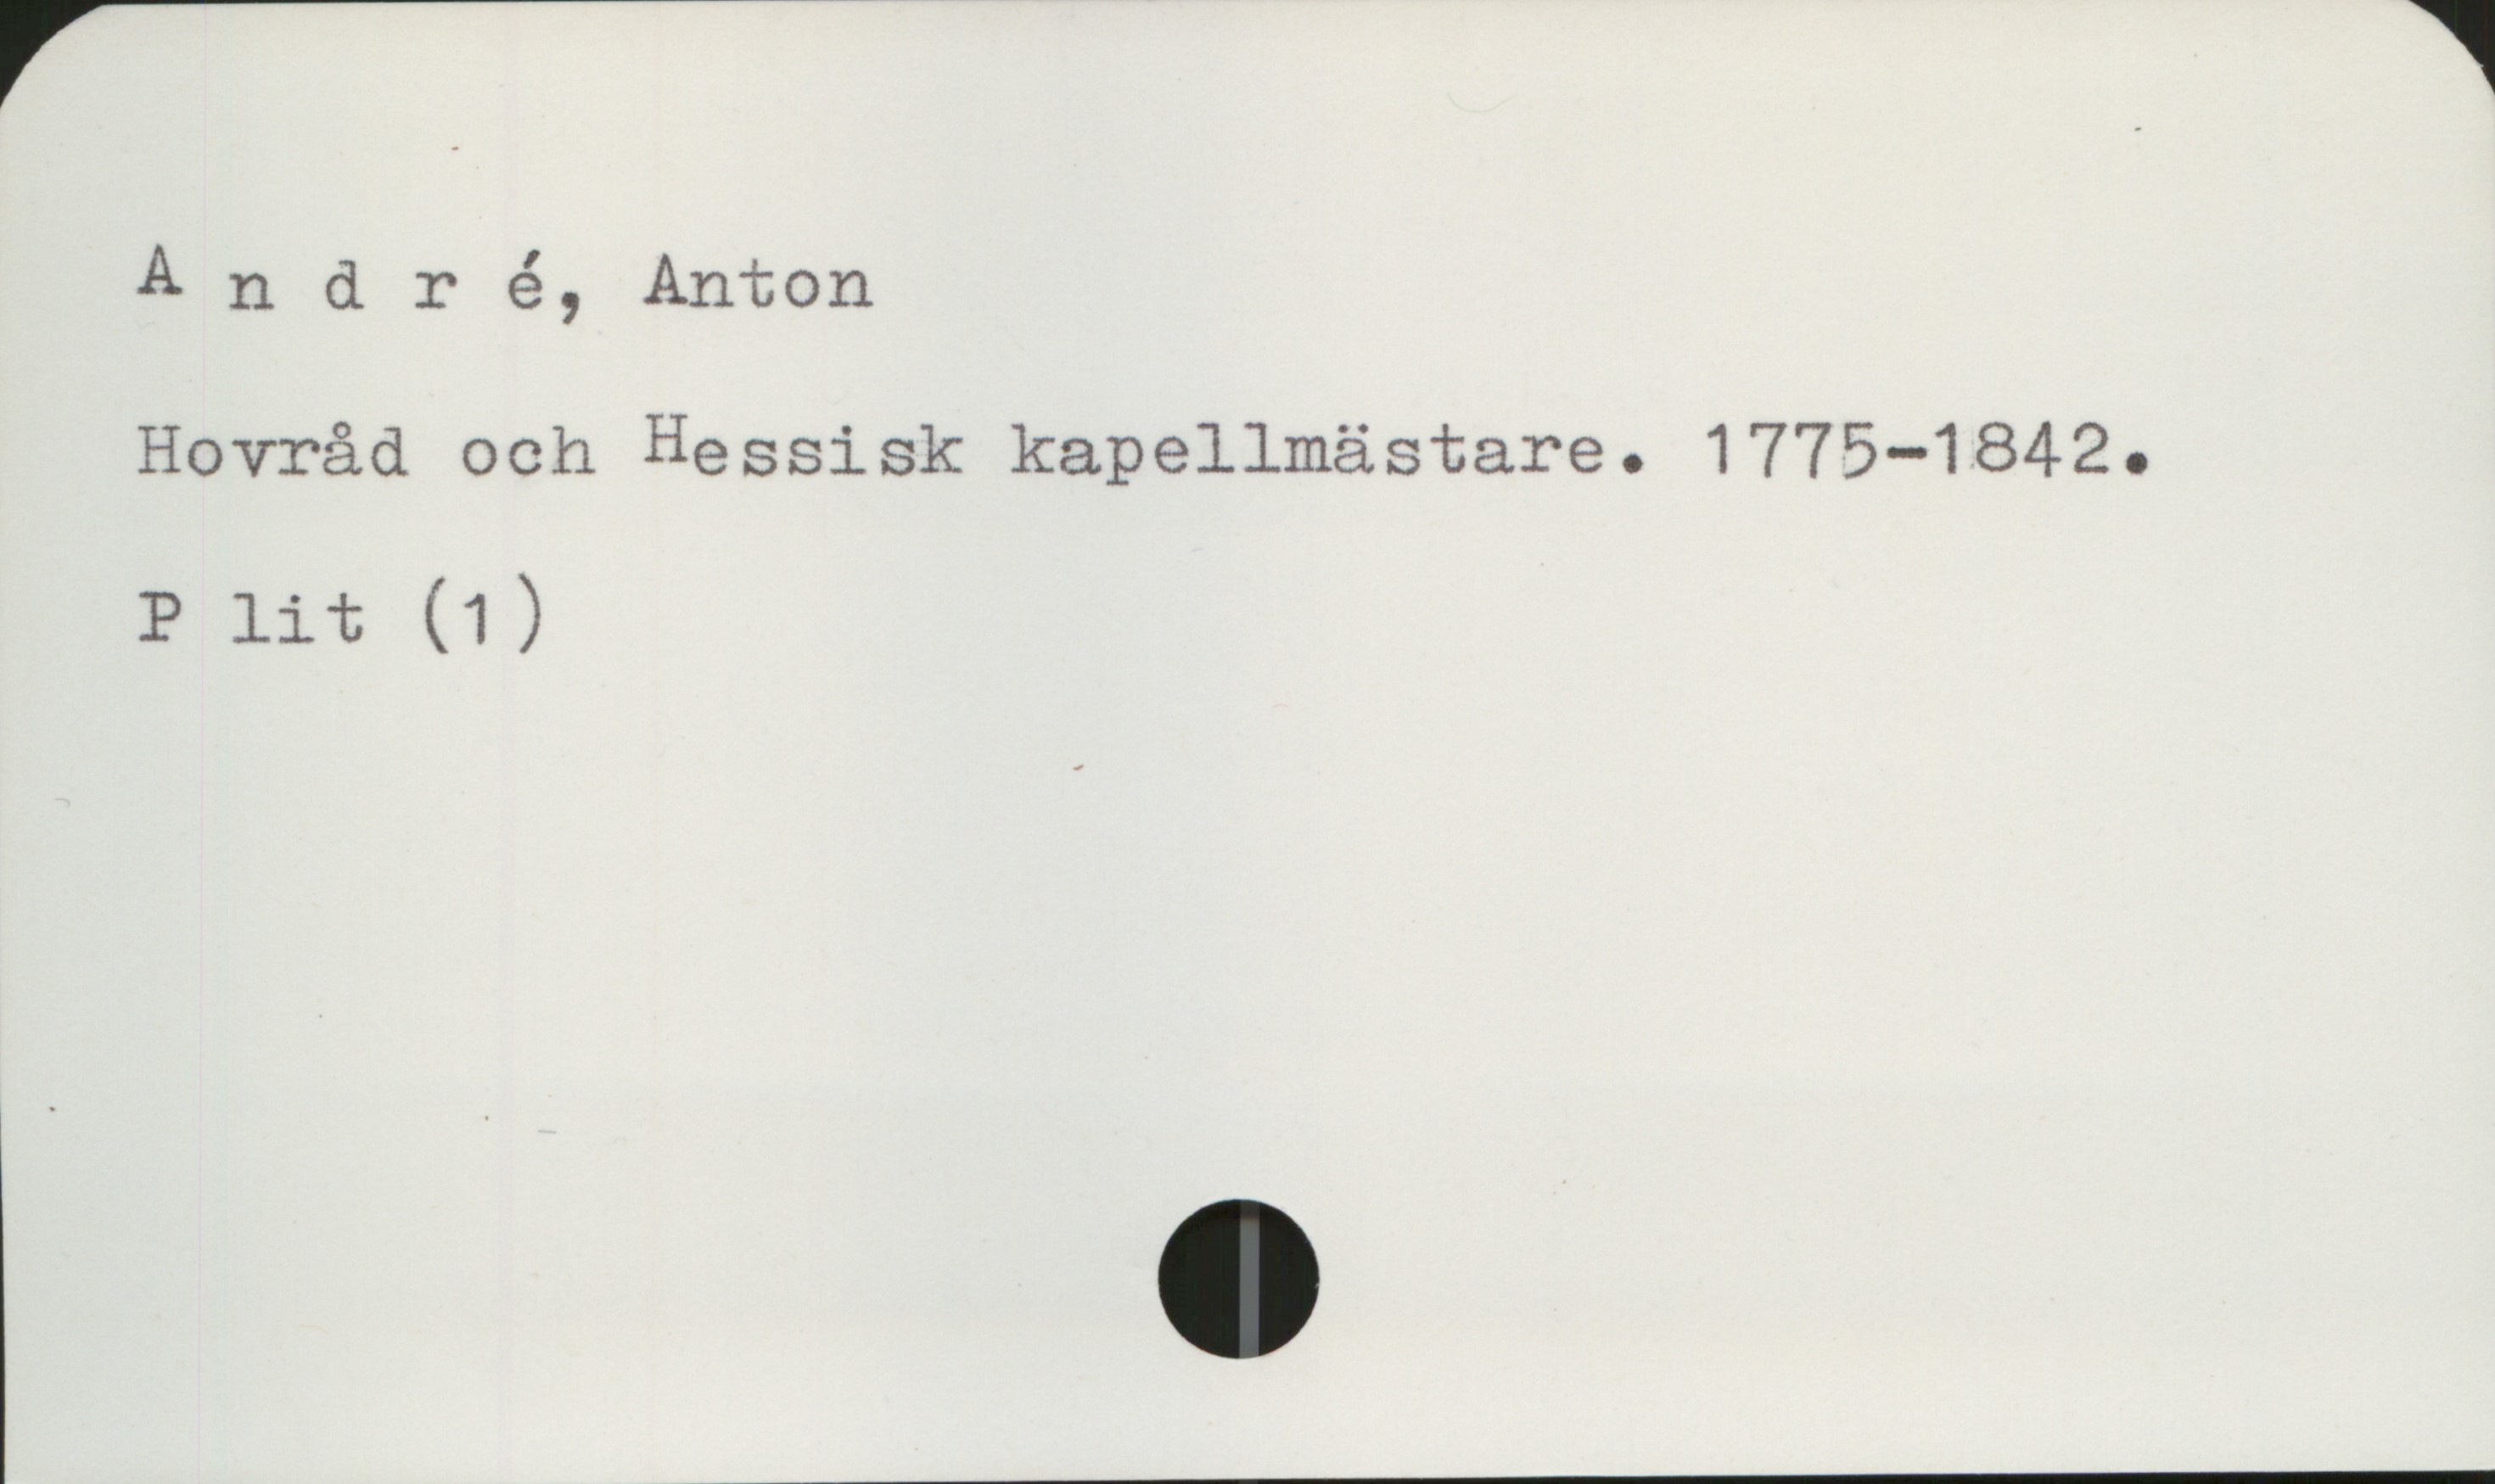 A n d r é, Anton
Hovråd och Hessisk kapellmästare. 1775-1842.
P lit (1)